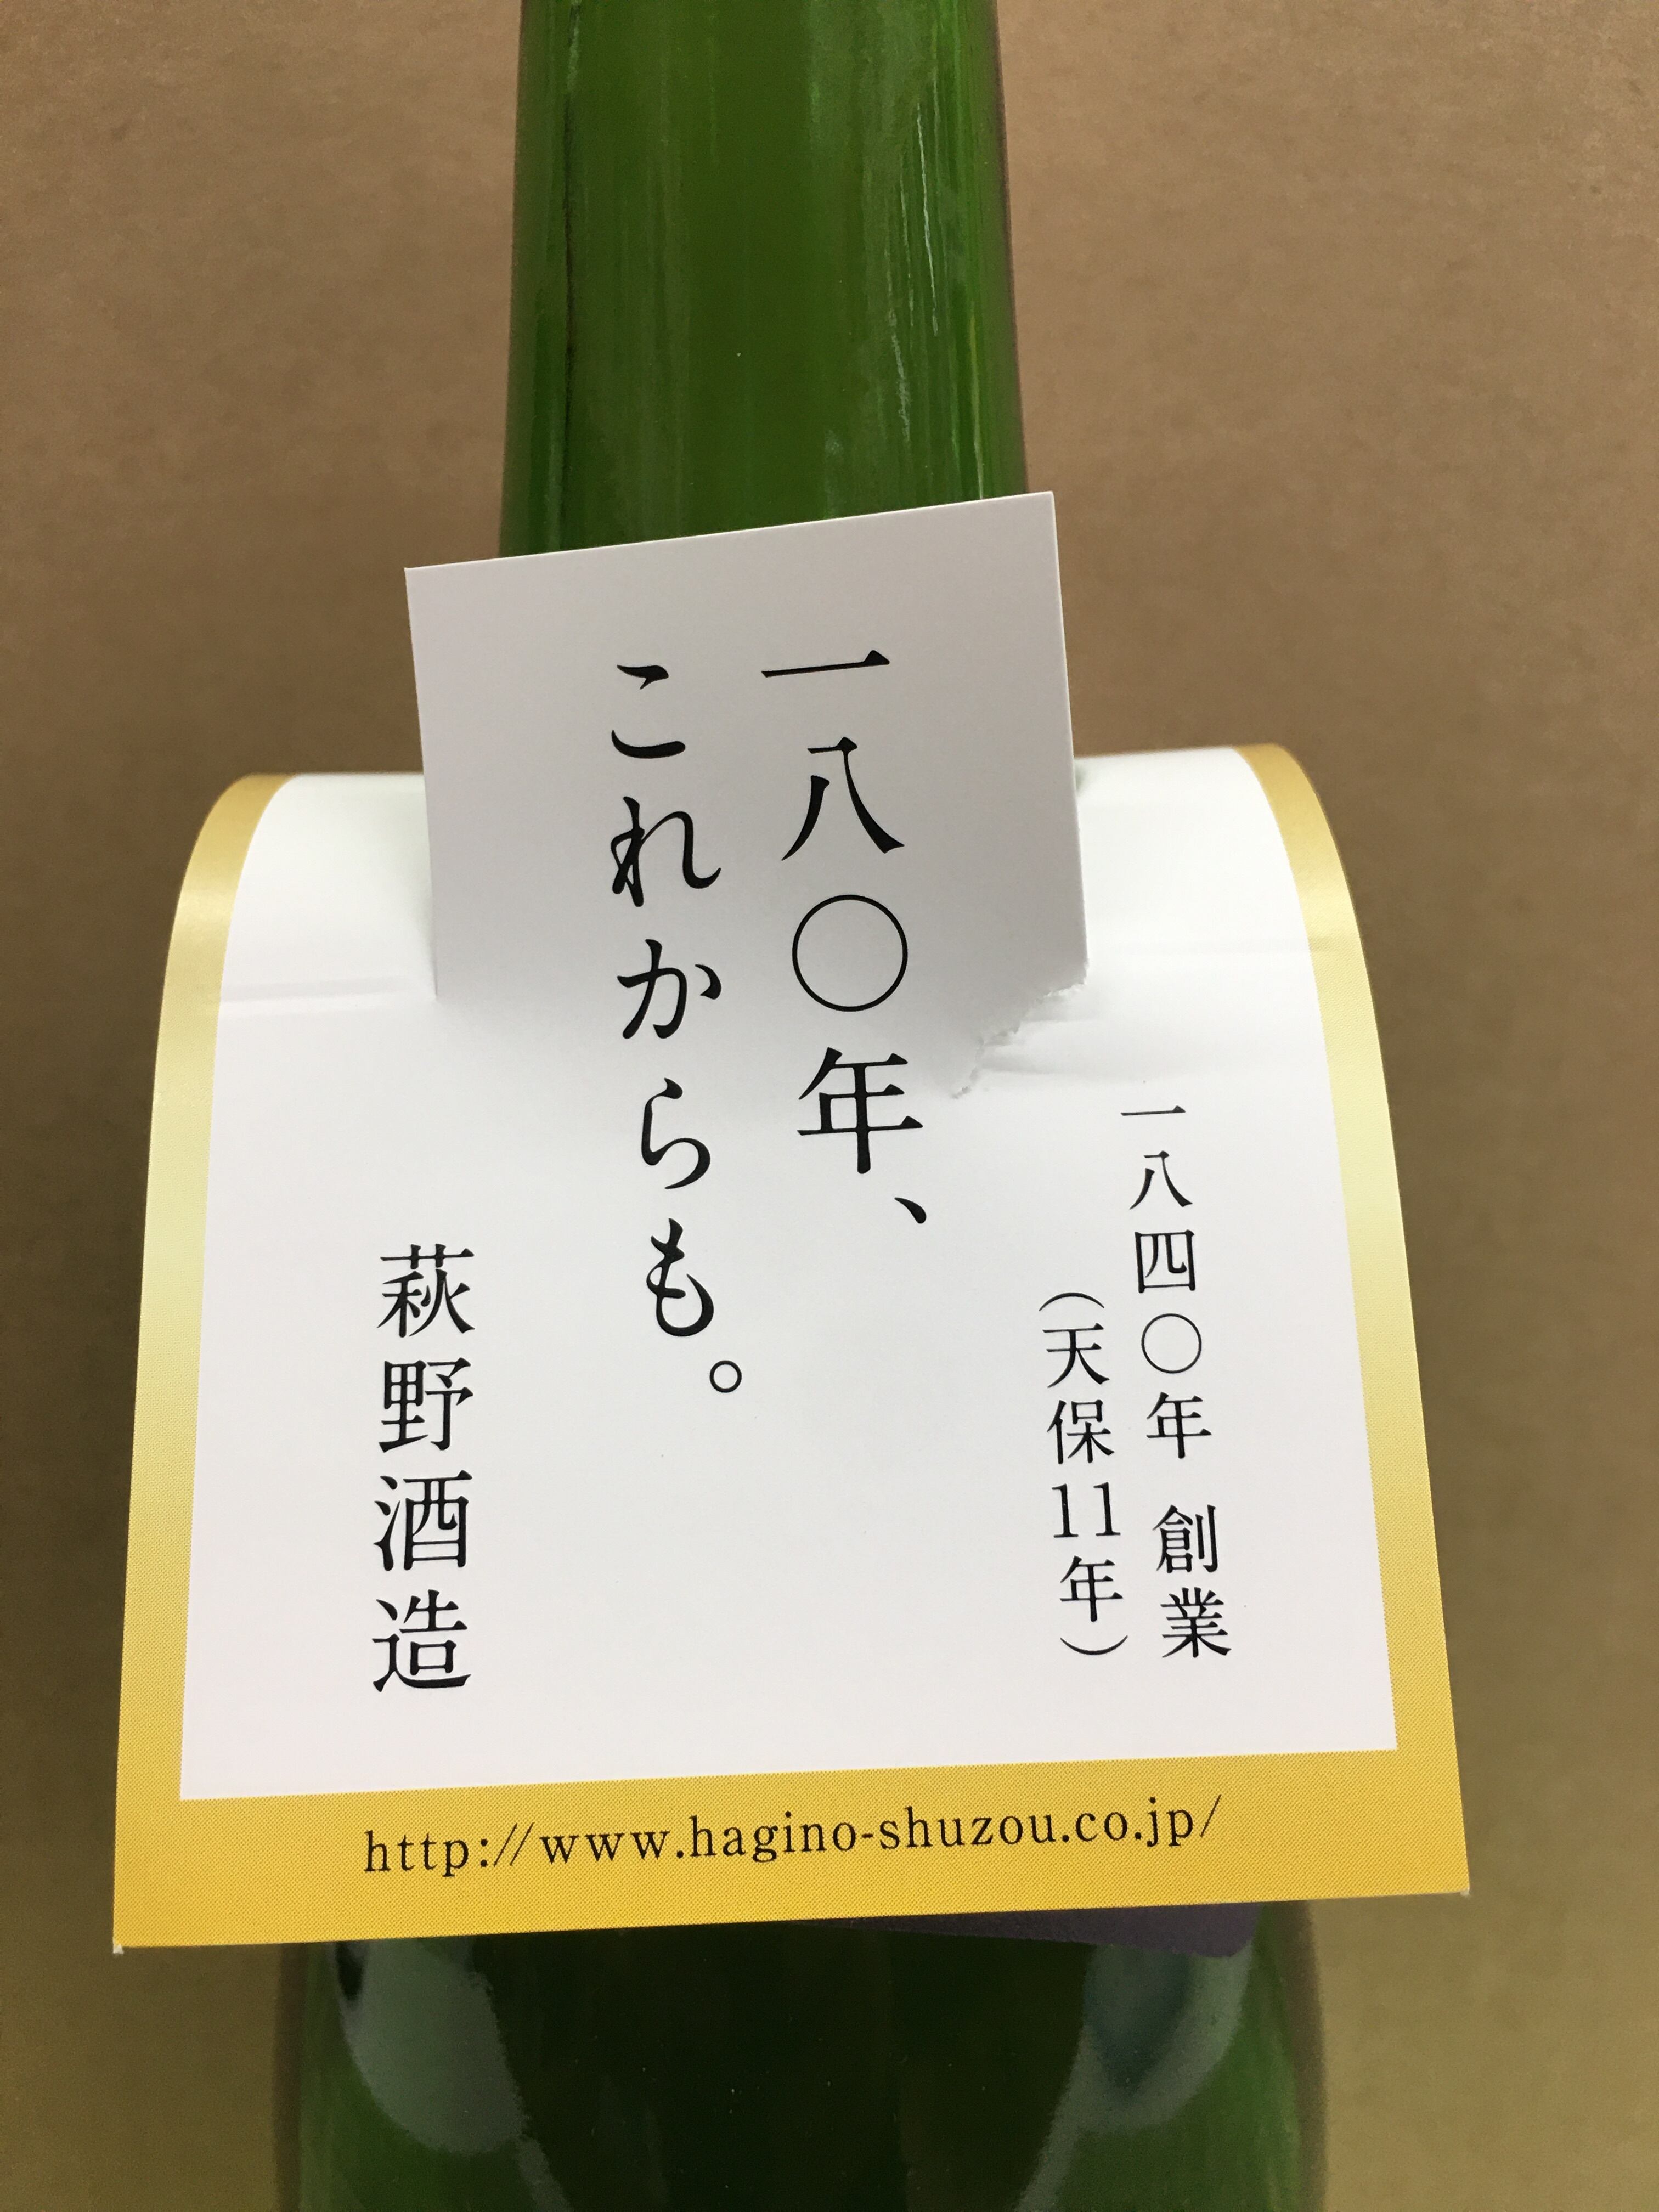 一八四〇年 創業
（天保11年）
一八〇年、
これからも。
萩野酒造
http://www.hagino-shuzou.co.jp/